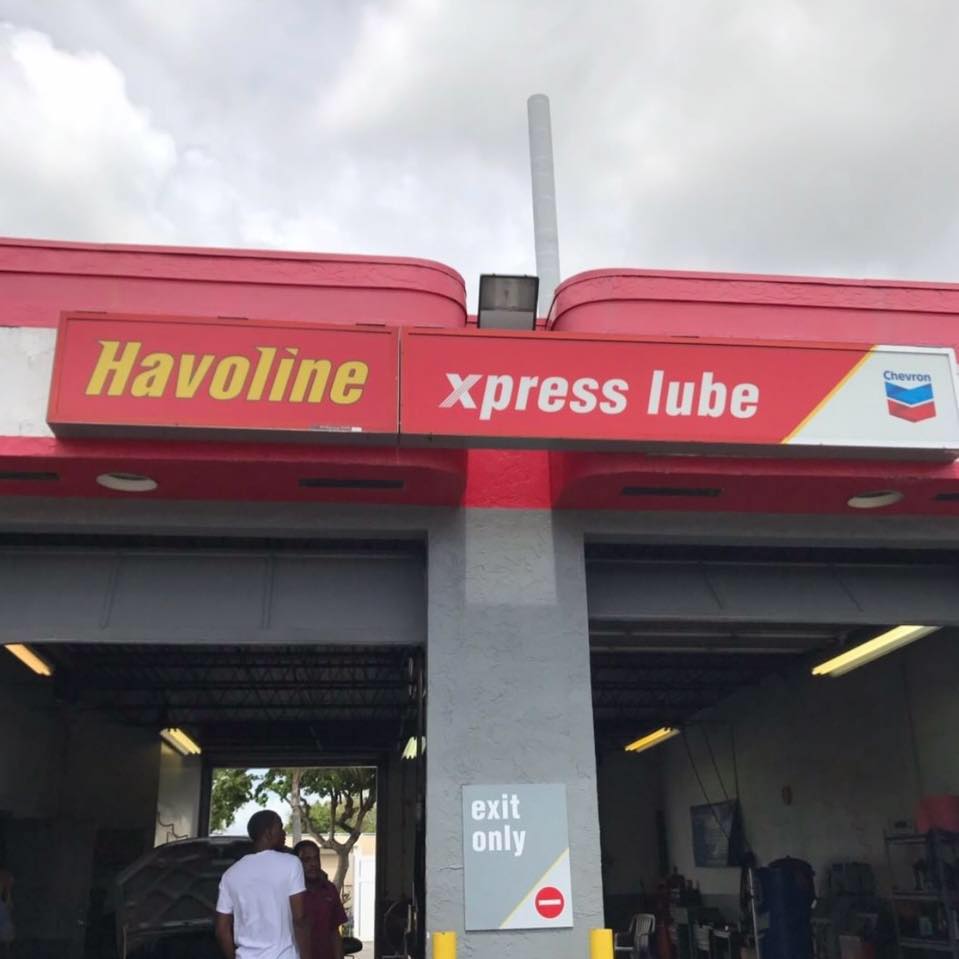 Havoline xpress lube
Chevron
exit
only